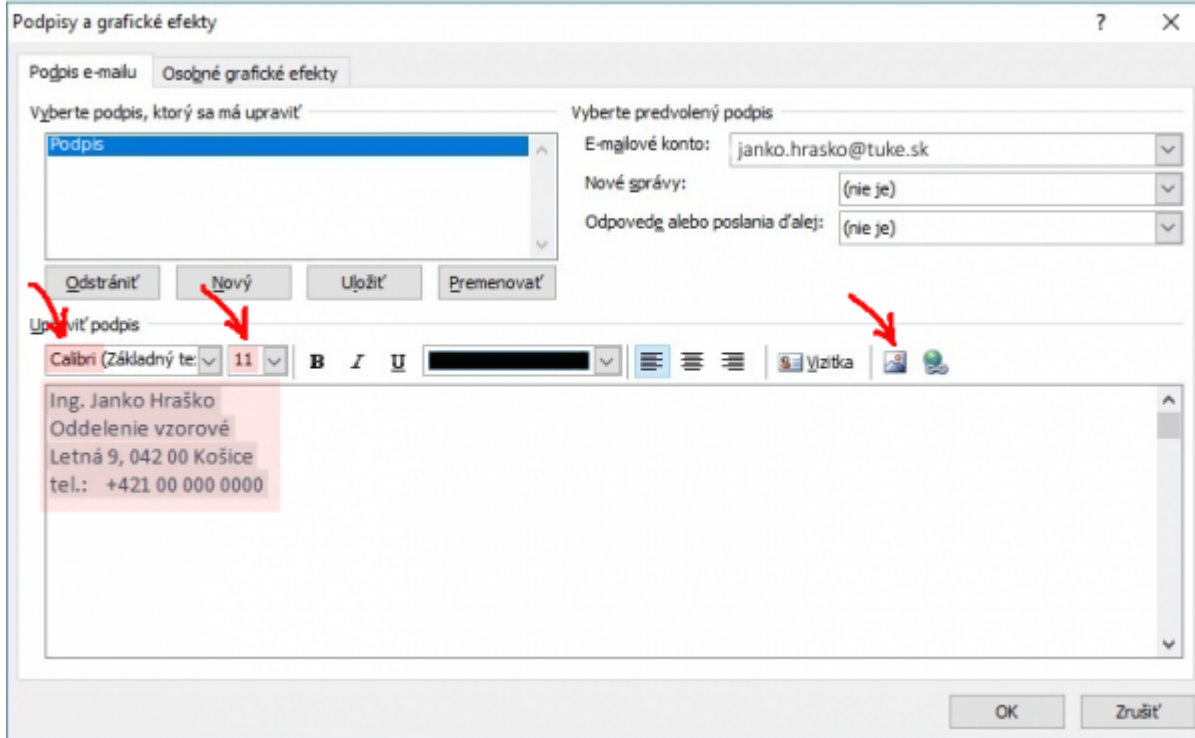 Podpisy a grafické efekty ? ×
Podpis e-mailu Osobné grafické efekty
Vyberte podpis, ktorý sa má upraviť
Podpis
Odstrániť Nový Uložiť Premenovať
Vyberte predvolený podpis
E-mailové konto: janko.hrasko@tuke.sk
Nové správy: (nie je)
Odpovede alebo poslania ďalej: (nie je)
Upraviť podpis
Calibri (Základný te: 11 B I U Vizitka
Ing. Janko Hraško
Oddelenie vzorové
Letná 9, 042 00 Košice
tel.: +421 00 000 0000
OK Zrušiť